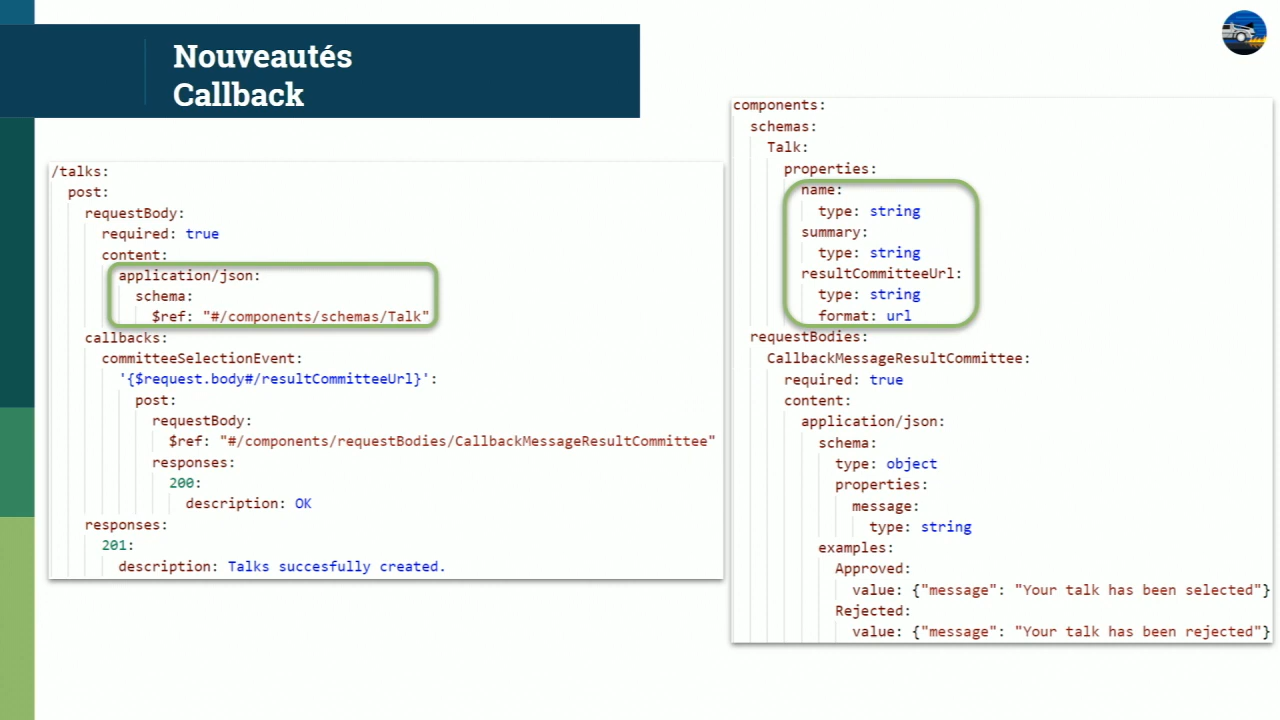 Nouveautés
Callback
/talks:
post:
requestBody:
required: true
content:
application/json:
schema:
$ref: "#/components/schemas/Talk"
callbacks:
committeeSelectionEvent:
'{$request.body#/resultCommitteeUrl}':
post:
requestBody:
$ref: "#/components/requestBodies/CallbackMessageResultCommittee"
responses:
200:
description: OK
responses:
201:
description: Talks succesfully created.
components:
schemas:
Talk:
properties:
name:
type: string
summary:
type: string
resultCommitteeUrl:
type: string
format: url
requestBodies:
CallbackMessageResultCommittee:
required: true
content:
application/json:
schema:
type: object
properties:
message:
type: string
examples:
Approved:
value: {"message": "Your talk has been selected"}
Rejected:
value: {"message": "Your talk has been rejected"}